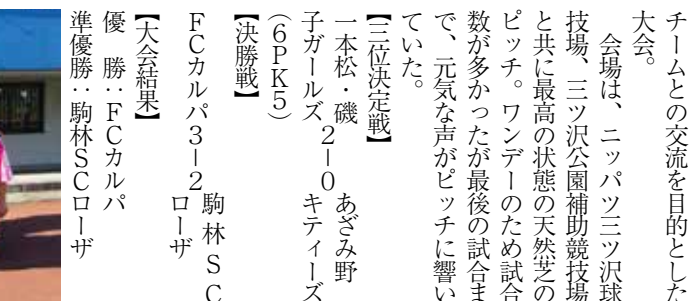 チームとの交流を目的とした
大会。
会場は、ニッパツ三ツ沢球
技場、三ツ沢公園補助競技場
と共に最高の状態の天然芝の
ピッチ。ワンデーのため試合
数が多かったが最後の試合ま
で、元気な声がピッチに響い
ていた。
【三位決定戦】
一本松・磯
子ガールズ 2－0 あざみ野
キティーズ
(6PK5)
【決勝戦】
FCカルパ3－2 駒林SC
ローザ
【大会結果】
優　勝：FCカルパ
準優勝：駒林SCローザ